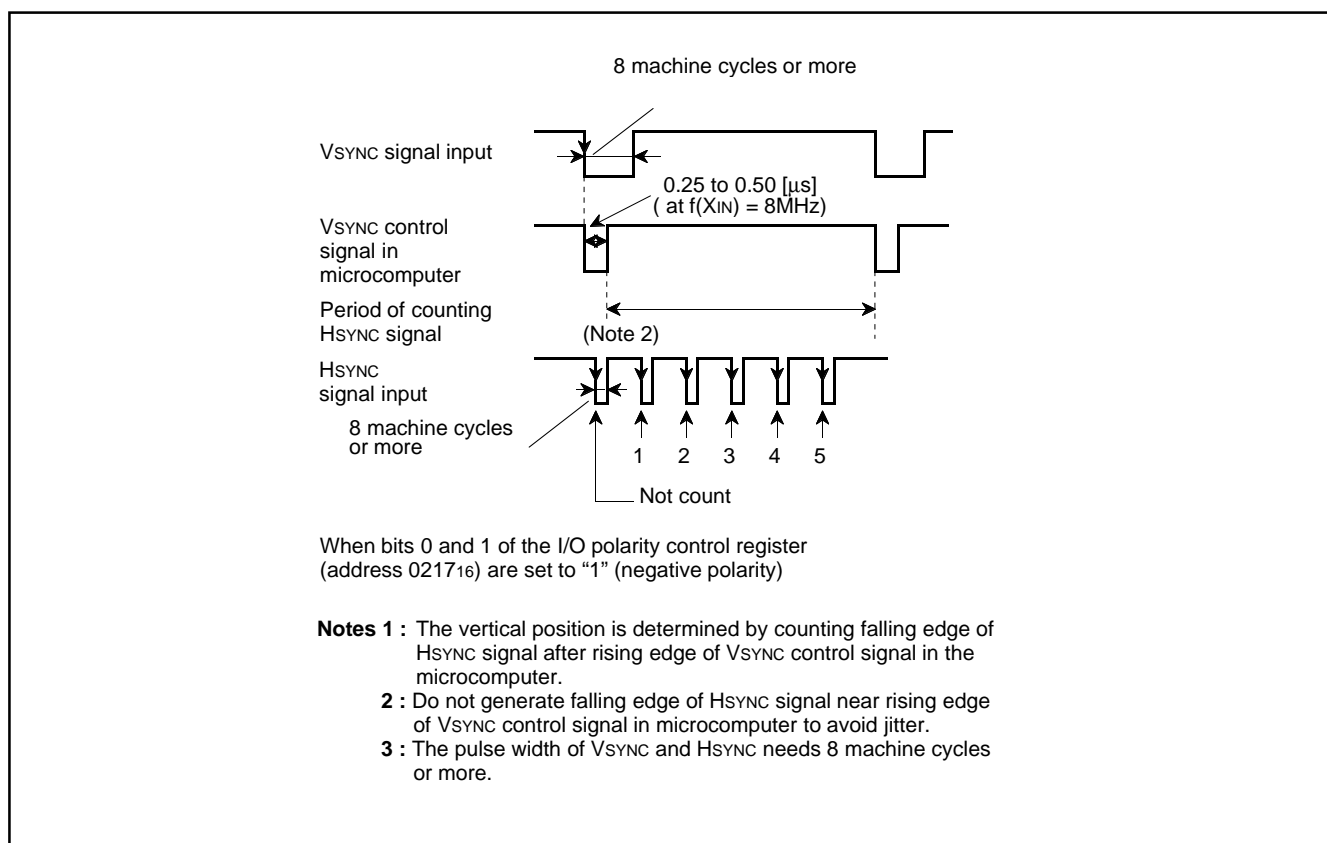 8 machine cycles or more
VSYNC signal input
0.25 to 0.50 [μs]
( at f(XIN) = 8MHz)
VSYNC control
signal in
microcomputer
Period of counting
HSYNC signal
(Note 2)
HSYNC
signal input
8 machine cycles
or more
1 2 3 4 5
Not count
When bits 0 and 1 of the I/O polarity control register
(address 021716) are set to “1” (negative polarity)
Notes 1 : The vertical position is determined by counting falling edge of
HSYNC signal after rising edge of VSYNC control signal in the
microcomputer.
2 : Do not generate falling edge of HSYNC signal near rising edge
of VSYNC control signal in microcomputer to avoid jitter.
3 : The pulse width of VSYNC and HSYNC needs 8 machine cycles
or more.